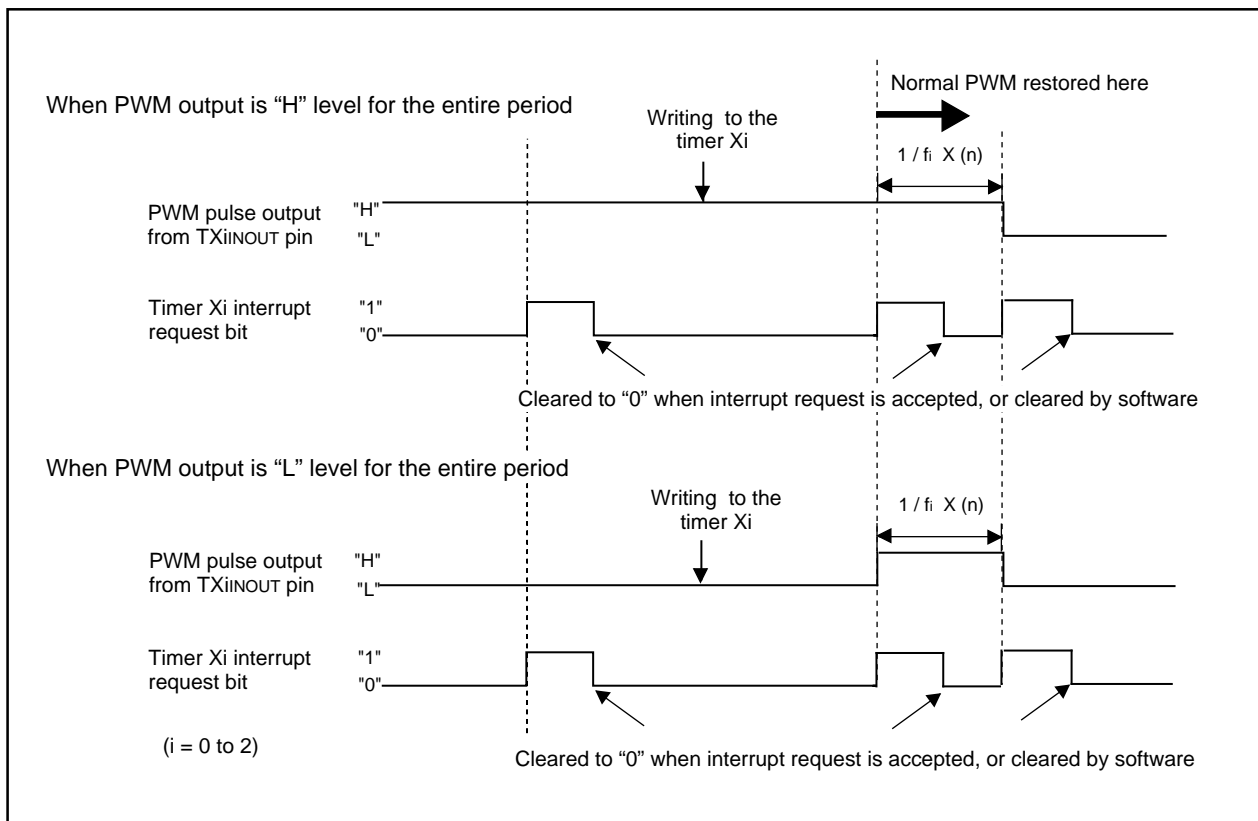 Normal PWM restored here
When PWM output is “H” level for the entire period
Writing to the
timer Xi
1 / fi X (n)
PWM pulse output
from TXiINOUT pin
"H"
"L"
Timer Xi interrupt
request bit
"1"
"0"
Cleared to “0” when interrupt request is accepted, or cleared by software
When PWM output is “L” level for the entire period
Writing to the
timer Xi
1 / fi X (n)
PWM pulse output
from TXiINOUT pin
"H"
"L"
Timer Xi interrupt
request bit
"1"
"0"
(i = 0 to 2)
Cleared to “0” when interrupt request is accepted, or cleared by software